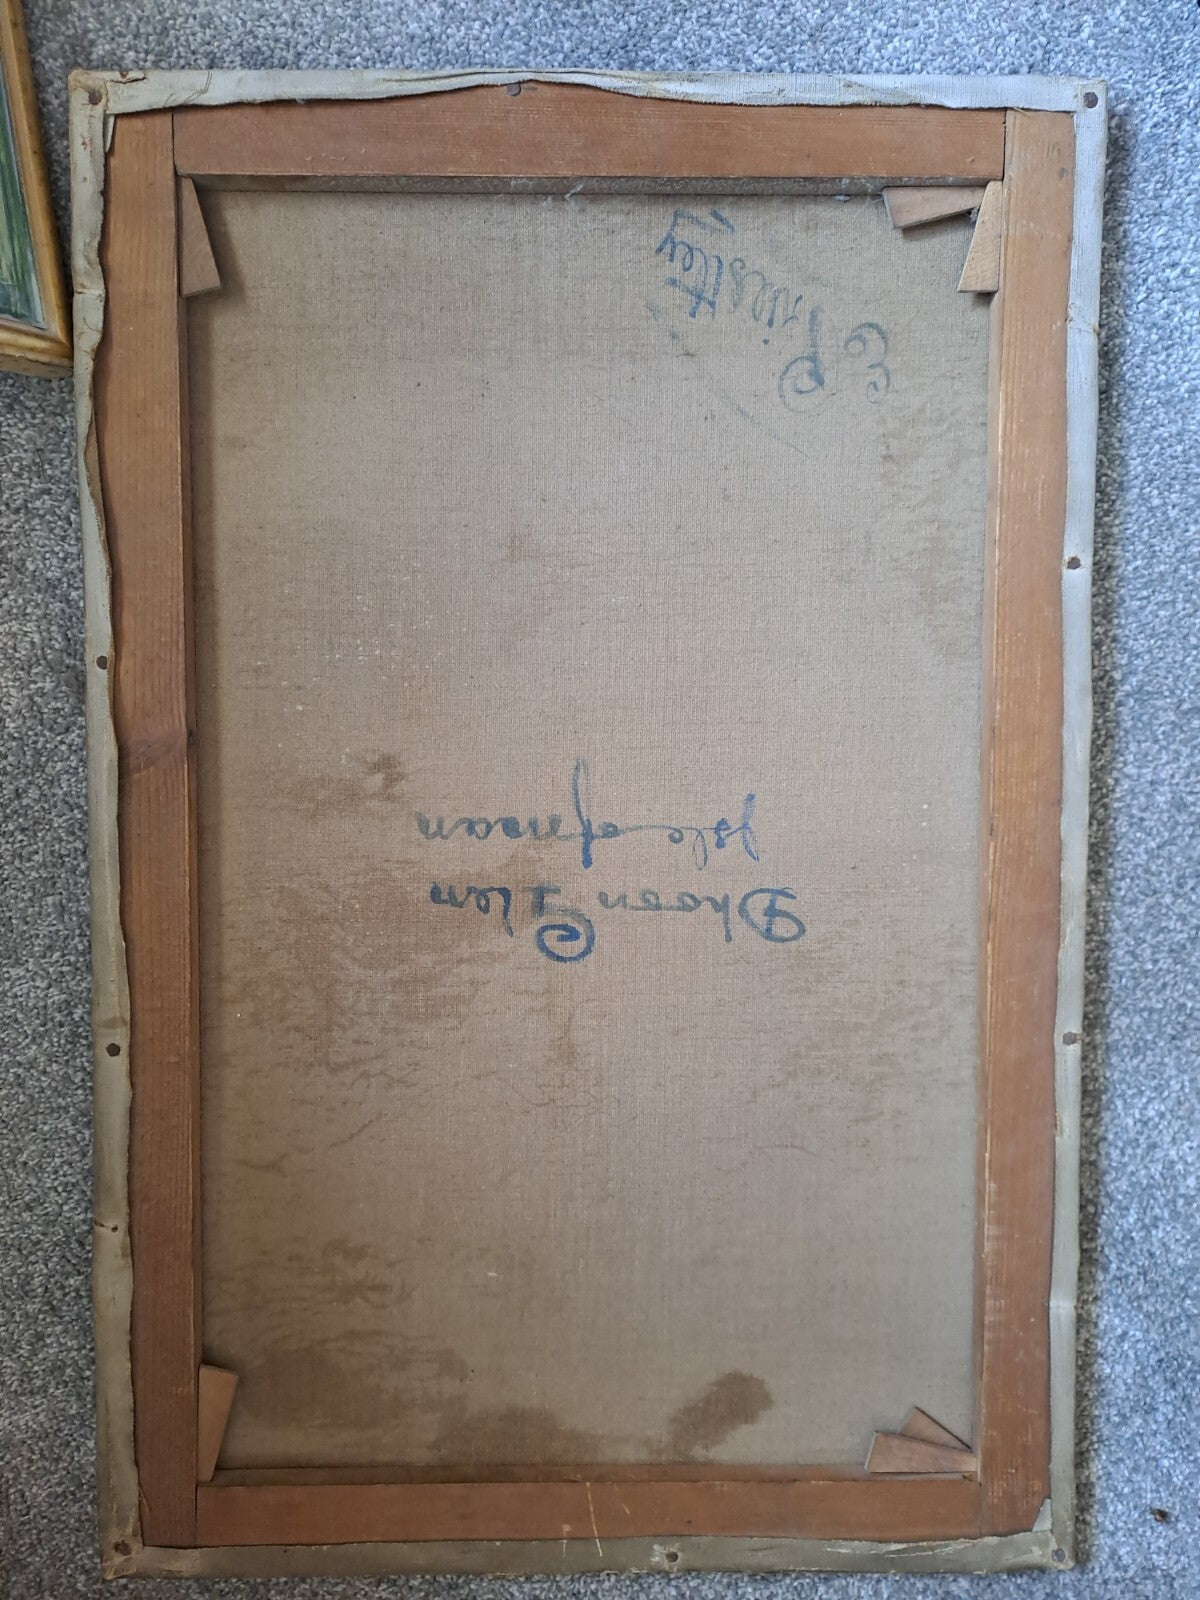 Dhoon Glen
Isle of man
E Priestley